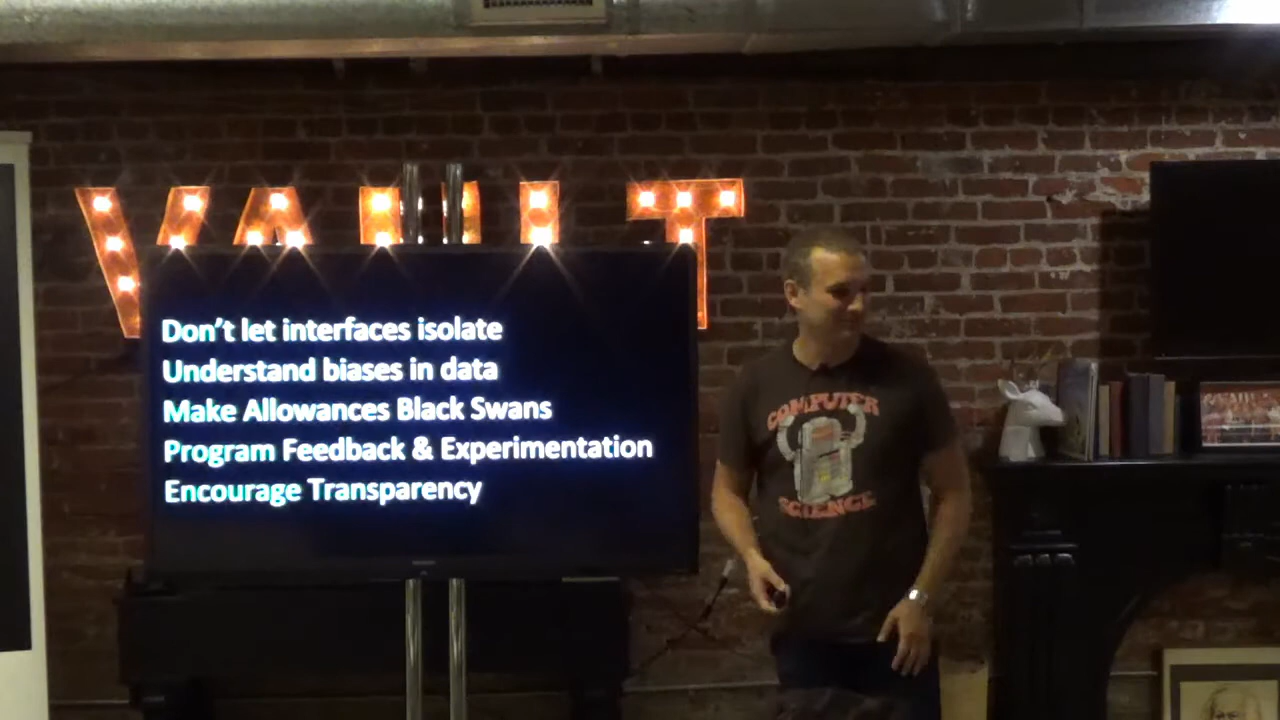 VAULT
Don't let interfaces isolate
Understand biases in data
Make Allowances Black Swans
Program Feedback & Experimentation
Encourage Transparency
COMPUTER
SCIENCE